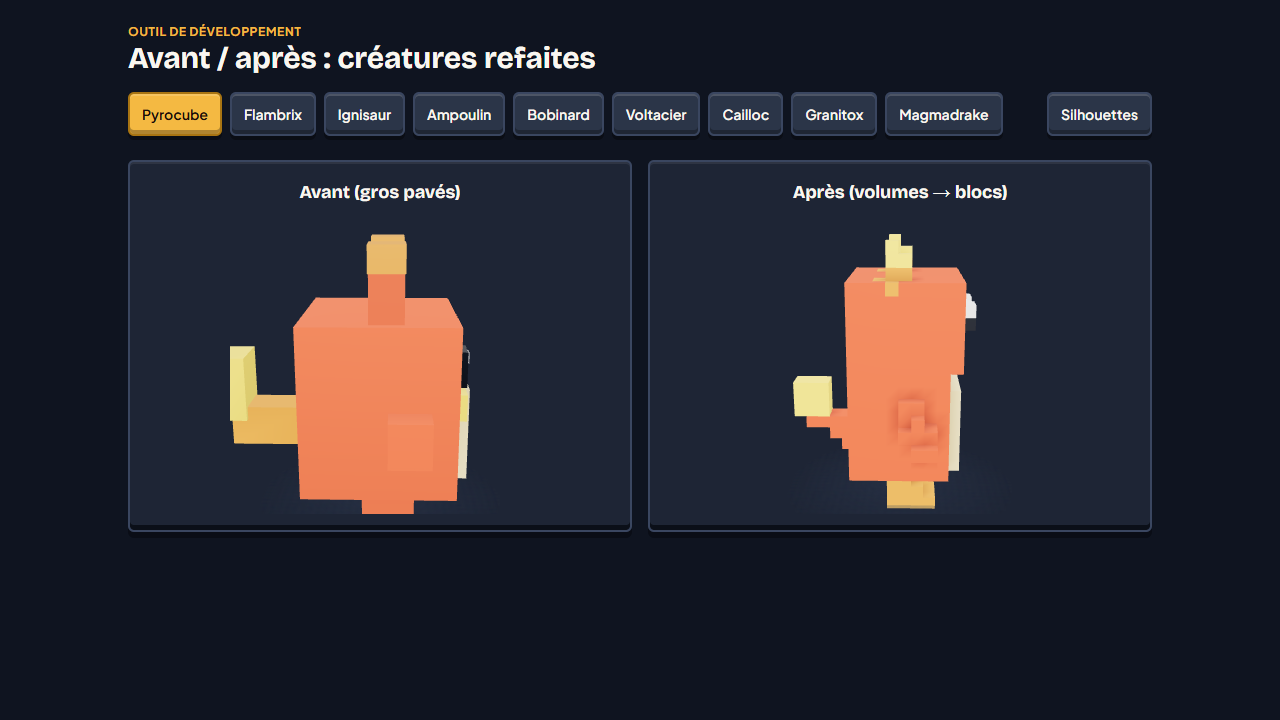 OUTIL DE DÉVELOPPEMENT
Avant / après : créatures refaites
Pyrocube Flambrix Ignisaur Ampoulin Bobinard Voltacier Cailloc Granitox Magmadrake Silhouettes
Avant (gros pavés)
Après (volumes → blocs)